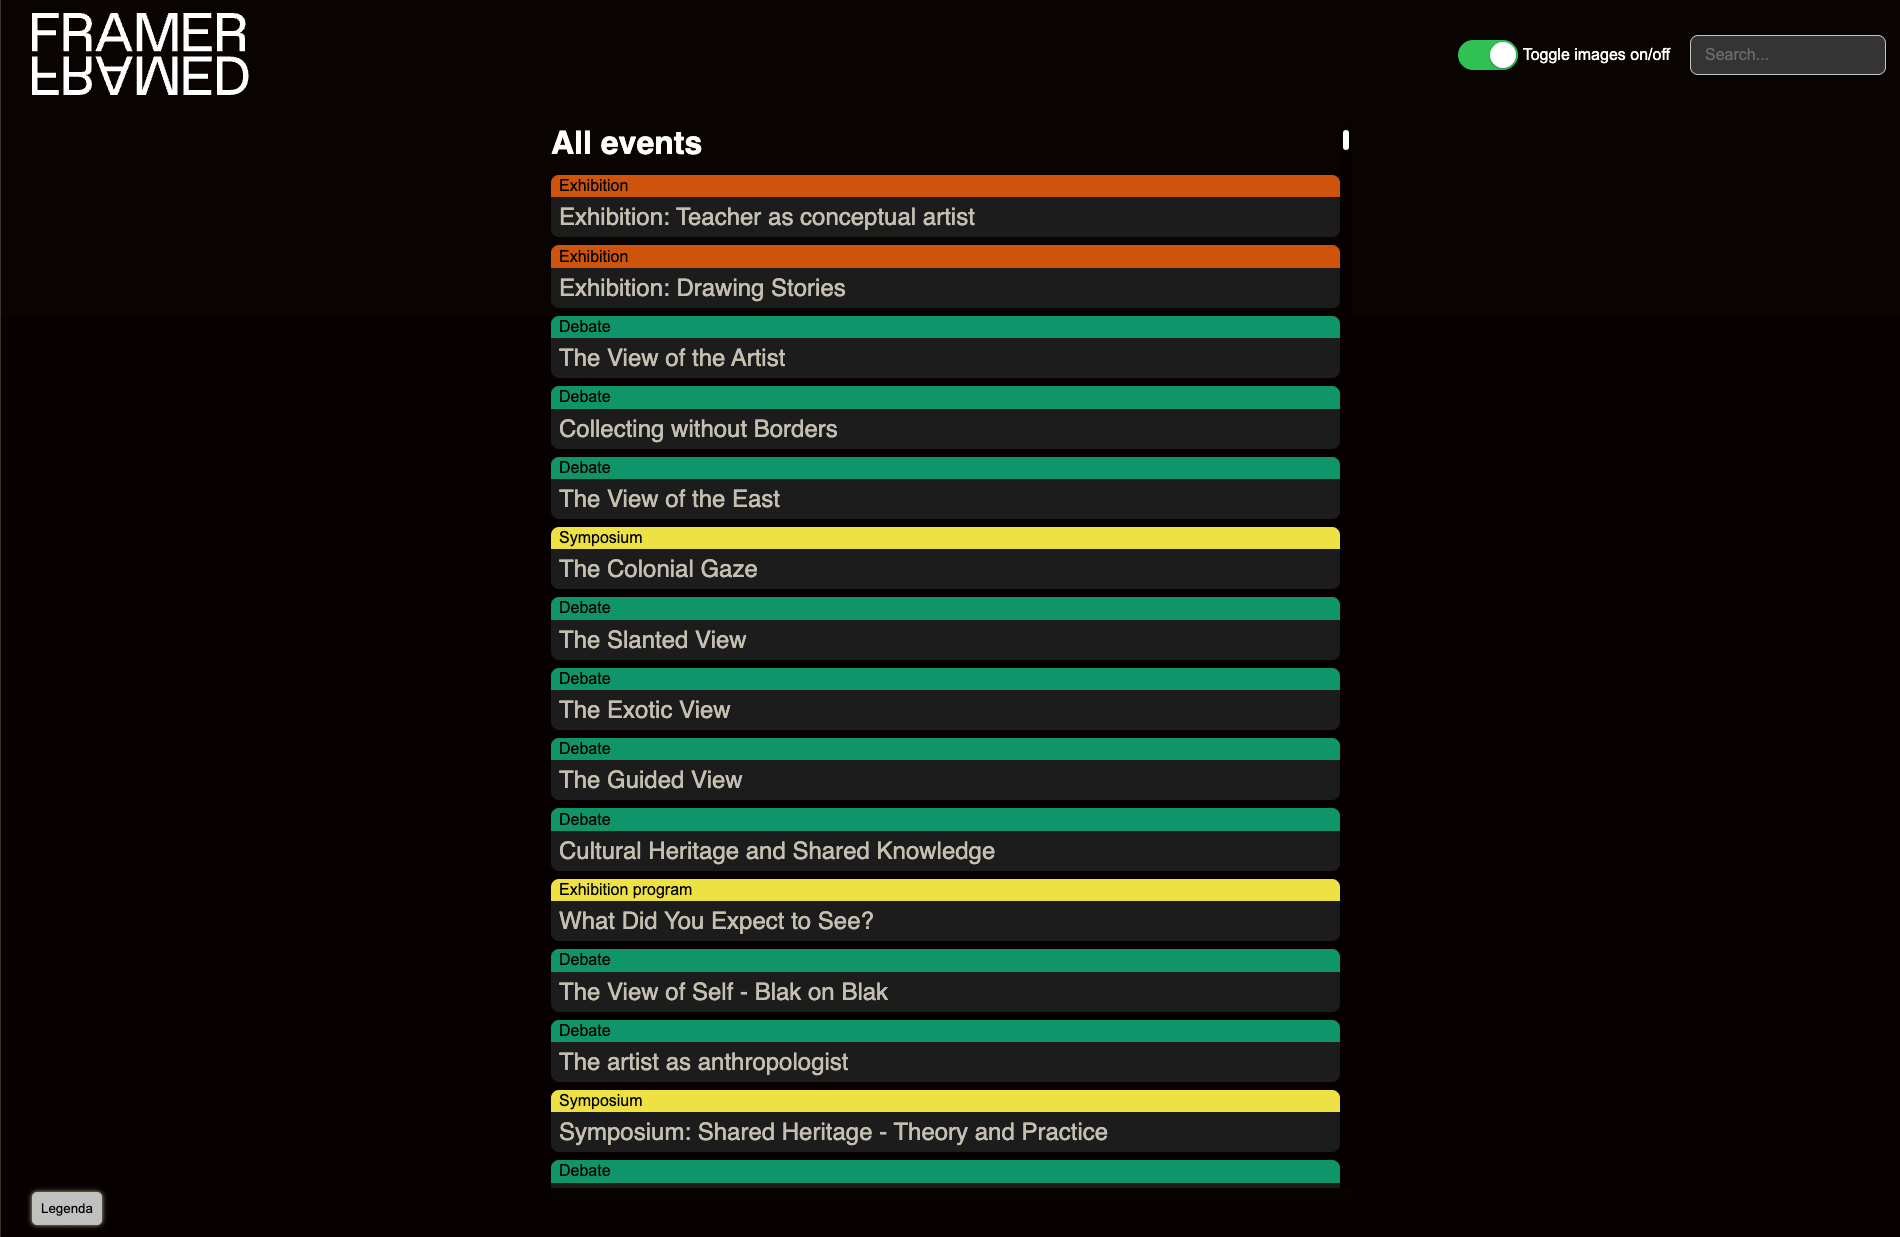 FRAMER
FRAMED
Toggle images on/off
Search...
All events
Exhibition
Exhibition: Teacher as conceptual artist
Exhibition
Exhibition: Drawing Stories
Debate
The View of the Artist
Debate
Collecting without Borders
Debate
The View of the East
Symposium
The Colonial Gaze
Debate
The Slanted View
Debate
The Exotic View
Debate
The Guided View
Debate
Cultural Heritage and Shared Knowledge
Exhibition program
What Did You Expect to See?
Debate
The View of Self - Blak on Blak
Debate
The artist as anthropologist
Symposium
Symposium: Shared Heritage - Theory and Practice
Debate
Legenda